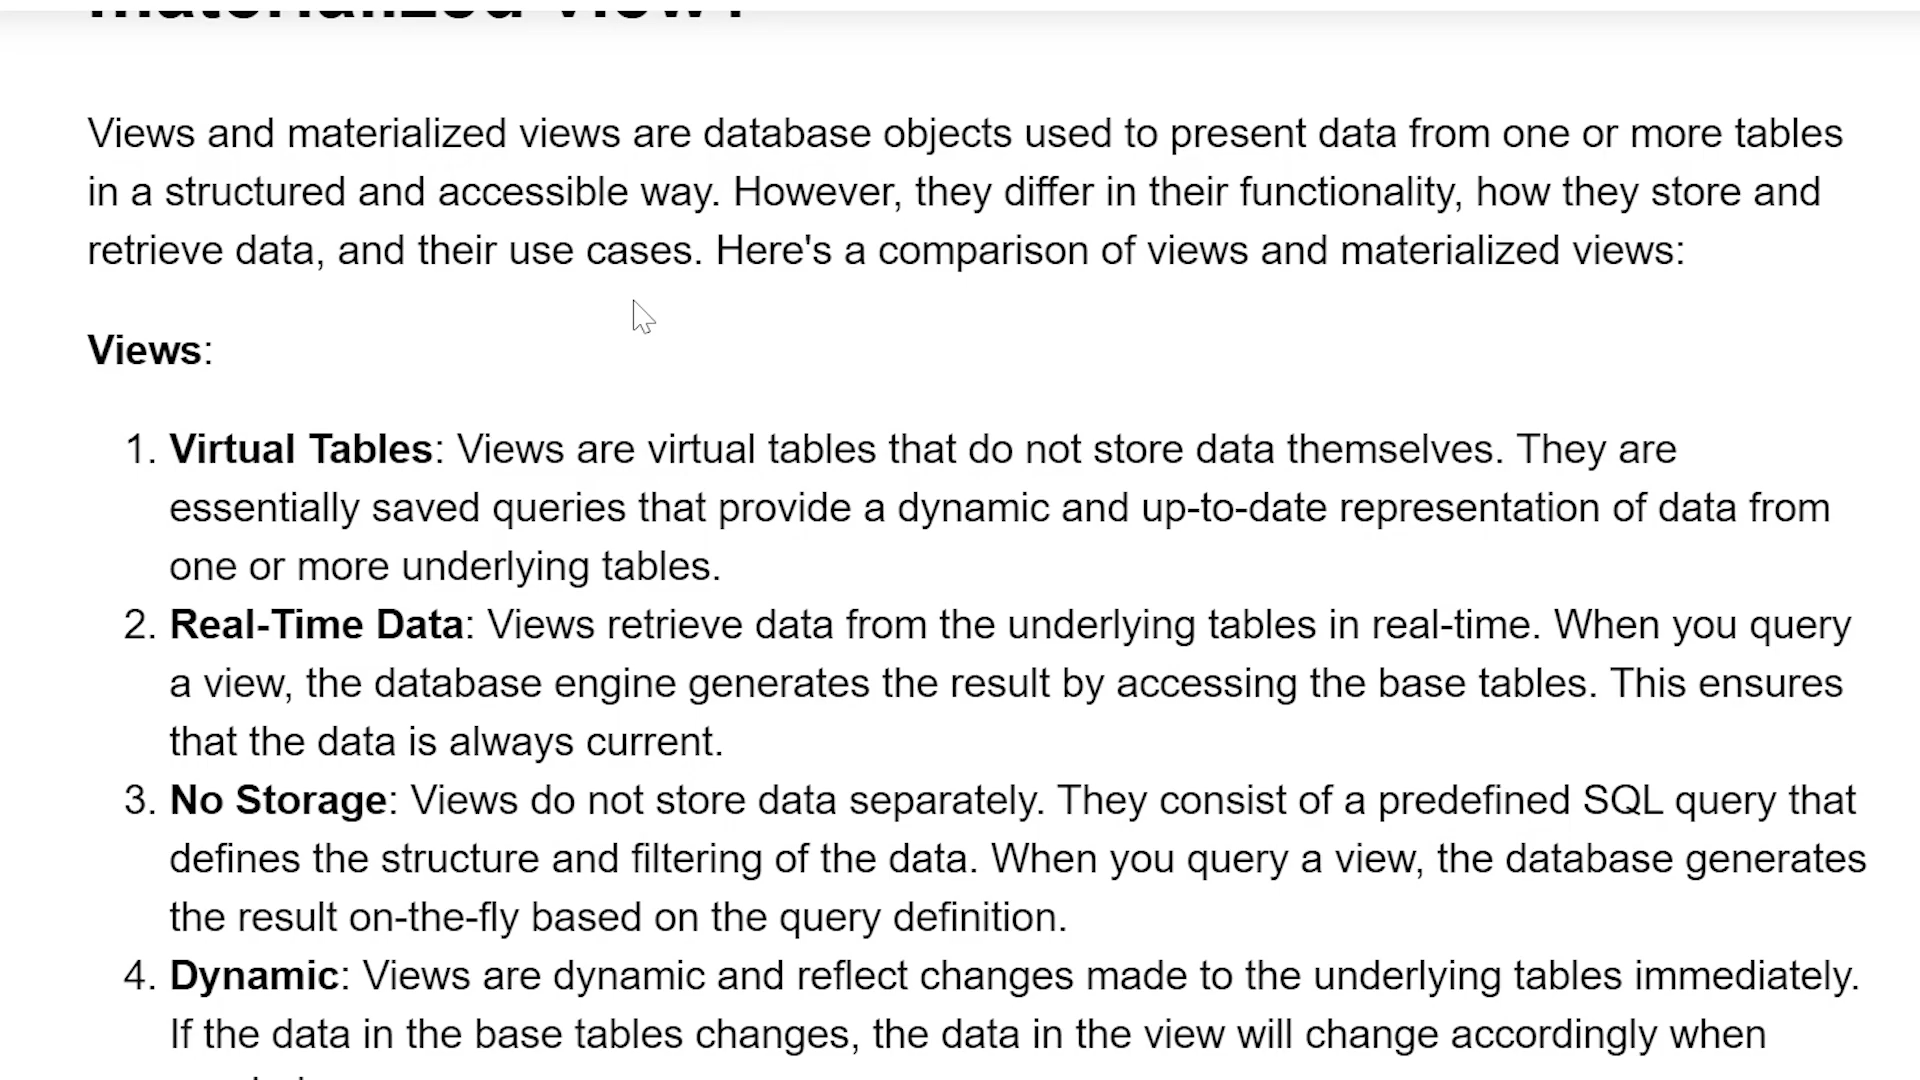 materialized view?
Views and materialized views are database objects used to present data from one or more tables
in a structured and accessible way. However, they differ in their functionality, how they store and
retrieve data, and their use cases. Here's a comparison of views and materialized views:
Views:
1. Virtual Tables: Views are virtual tables that do not store data themselves. They are
essentially saved queries that provide a dynamic and up-to-date representation of data from
one or more underlying tables.
2. Real-Time Data: Views retrieve data from the underlying tables in real-time. When you query
a view, the database engine generates the result by accessing the base tables. This ensures
that the data is always current.
3. No Storage: Views do not store data separately. They consist of a predefined SQL query that
defines the structure and filtering of the data. When you query a view, the database generates
the result on-the-fly based on the query definition.
4. Dynamic: Views are dynamic and reflect changes made to the underlying tables immediately.
If the data in the base tables changes, the data in the view will change accordingly when